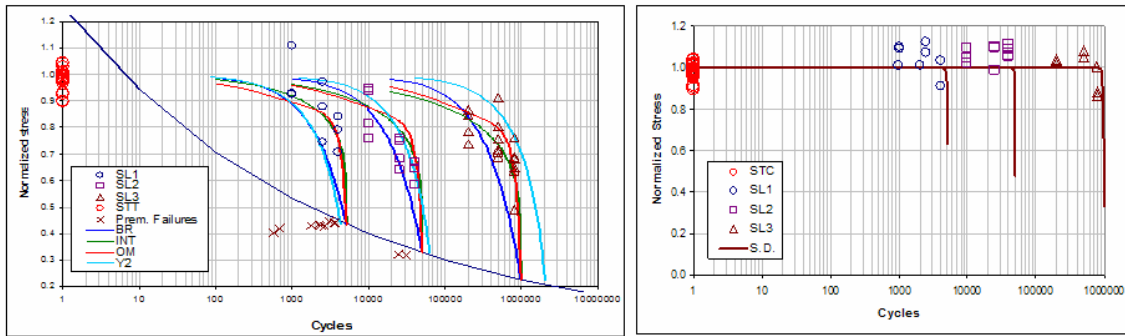 1.2
1.1
1.0
0.9
0.8
0.7
0.6
0.5
0.4
0.3
0.2
Normalized stress
SL1
SL2
SL3
STT
Prem. Failures
BR
INT
OM
Y2
1 10 100 1000 10000 100000 1000000 10000000
Cycles
1.2
1.0
0.8
0.6
0.4
0.2
0.0
Normalized Stress
STC
SL1
SL2
SL3
S.D.
1 10 100 1000 10000 100000 1000000
Cycles